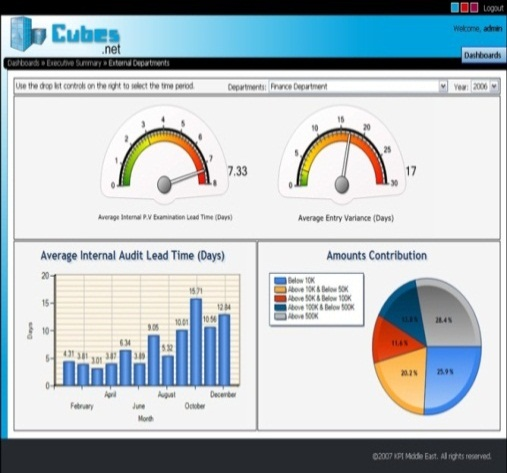 Logout
Cubes
.net
Welcome, admin
Dashboards
Dashboards » Executive Summary » External Departments
Use the drop list controls on the right to select the time period. Departments: Finance Department Year: 2006
0 1 2 3 4 5 6 7 8
7.33
Average Internal P.V Examination Lead Time (Days)
0 5 10 15 20 25 30
17
Average Entry Variance (Days)
Average Internal Audit Lead Time (Days)
20
15
10
5
0
Days
4.31 3.81 3.01 3.87 6.34 3.89 9.05 5.32 10.01 15.71 10.56 12.84
February April June August October December
Month
Amounts Contribution
Below 10K
Above 10K & Below 50K
Above 50K & Below 100K
Above 100K & Below 500K
Above 500K
28.4%
11.6%
20.2%
25.9%
©2007 KPI Middle East. All rights reserved.